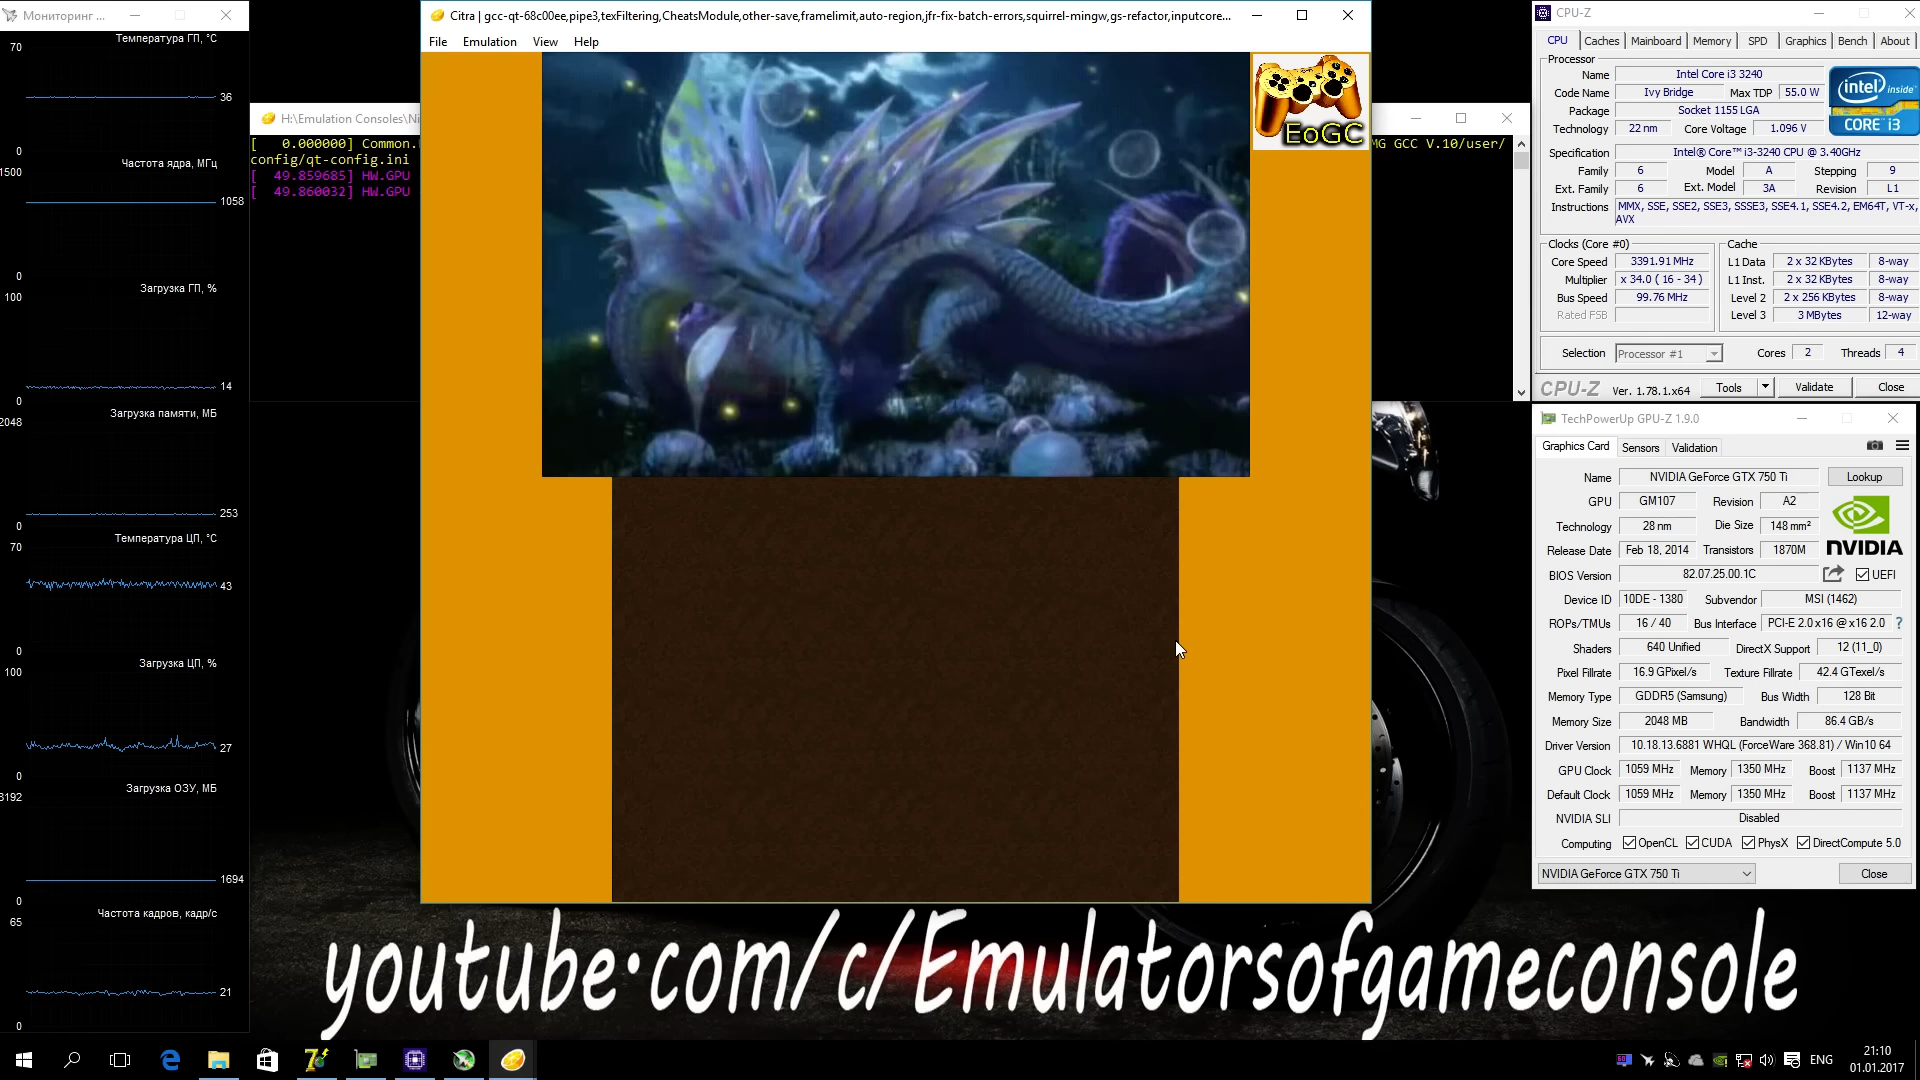 Мониторинг ...
Температура ГП, °C
70
36
0
Частота ядра, МГц
1500
1058
0
Загрузка ГП, %
100
14
0
Загрузка памяти, МБ
2048
253
0
Температура ЦП, °C
70
43
0
Загрузка ЦП, %
100
27
0
Загрузка ОЗУ, МБ
8192
1694
0
Частота кадров, кадр/с
65
21
0
H:\Emulation Consoles\Ni
[ 0.000000] Common.
MG GCC V.10/user/
config/qt-config.ini
[ 49.859685] HW.GPU
[ 49.860032] HW.GPU
Citra | gcc-qt-68c00ee,pipe3,texFiltering,CheatsModule,other-save,framelimit,auto-region,jfr-fix-batch-errors,squirrel-mingw,gs-refactor,inputcore...
File Emulation View Help
EoGC
CPU-Z
CPU Caches Mainboard Memory SPD Graphics Bench About
Processor
Name Intel Core i3 3240
Code Name Ivy Bridge Max TDP 55.0 W
Package Socket 1155 LGA
Technology 22 nm Core Voltage 1.096 V
intel inside™
CORE i3
Specification Intel® Core™ i3-3240 CPU @ 3.40GHz
Family 6 Model A Stepping 9
Ext. Family 6 Ext. Model 3A Revision L1
Instructions MMX, SSE, SSE2, SSE3, SSSE3, SSE4.1, SSE4.2, EM64T, VT-x,
AVX
Clocks (Core #0)
Core Speed 3391.91 MHz
Multiplier x 34.0 ( 16 - 34 )
Bus Speed 99.76 MHz
Rated FSB
Cache
L1 Data 2 x 32 KBytes 8-way
L1 Inst. 2 x 32 KBytes 8-way
Level 2 2 x 256 KBytes 8-way
Level 3 3 MBytes 12-way
Selection Processor #1 Cores 2 Threads 4
CPU-Z Ver. 1.78.1.x64 Tools Validate Close
TechPowerUp GPU-Z 1.9.0
Graphics Card Sensors Validation
Name NVIDIA GeForce GTX 750 Ti Lookup
GPU GM107 Revision A2
Technology 28 nm Die Size 148 mm²
Release Date Feb 18, 2014 Transistors 1870M
NVIDIA
BIOS Version 82.07.25.00.1C UEFI
Device ID 10DE - 1380 Subvendor MSI (1462)
ROPs/TMUs 16 / 40 Bus Interface PCI-E 2.0 x16 @ x16 2.0 ?
Shaders 640 Unified DirectX Support 12 (11_0)
Pixel Fillrate 16.9 GPixel/s Texture Fillrate 42.4 GTexel/s
Memory Type GDDR5 (Samsung) Bus Width 128 Bit
Memory Size 2048 MB Bandwidth 86.4 GB/s
Driver Version 10.18.13.6881 WHQL (ForceWare 368.81) / Win10 64
GPU Clock 1059 MHz Memory 1350 MHz Boost 1137 MHz
Default Clock 1059 MHz Memory 1350 MHz Boost 1137 MHz
NVIDIA SLI Disabled
Computing OpenCL CUDA PhysX DirectCompute 5.0
NVIDIA GeForce GTX 750 Ti Close
youtube.com/c/Emulatorsofgameconsole
ENG
21:10
01.01.2017